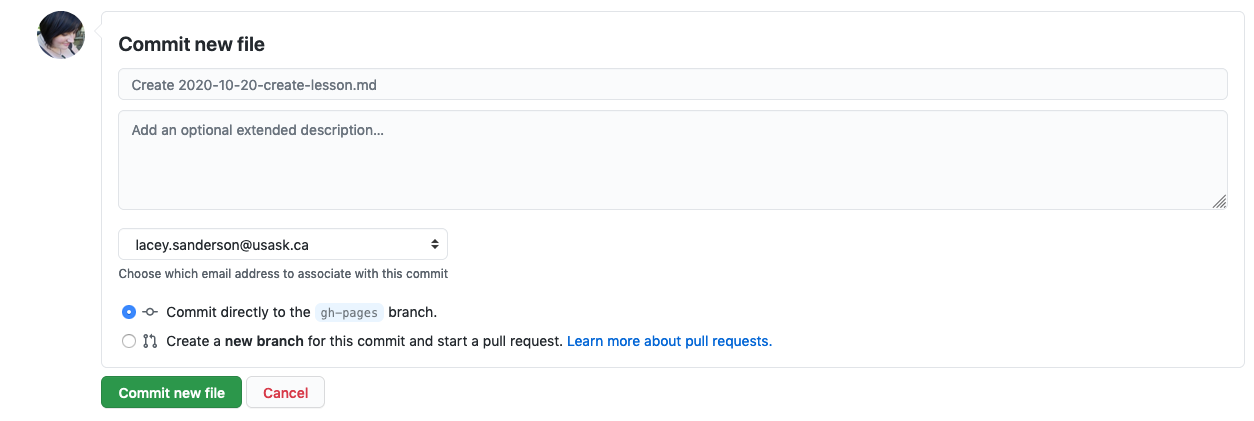 Commit new file
Create 2020-10-20-create-lesson.md
Add an optional extended description...
lacey.sanderson@usask.ca
Choose which email address to associate with this commit
Commit directly to the gh-pages branch.
Create a new branch for this commit and start a pull request. Learn more about pull requests.
Commit new file Cancel